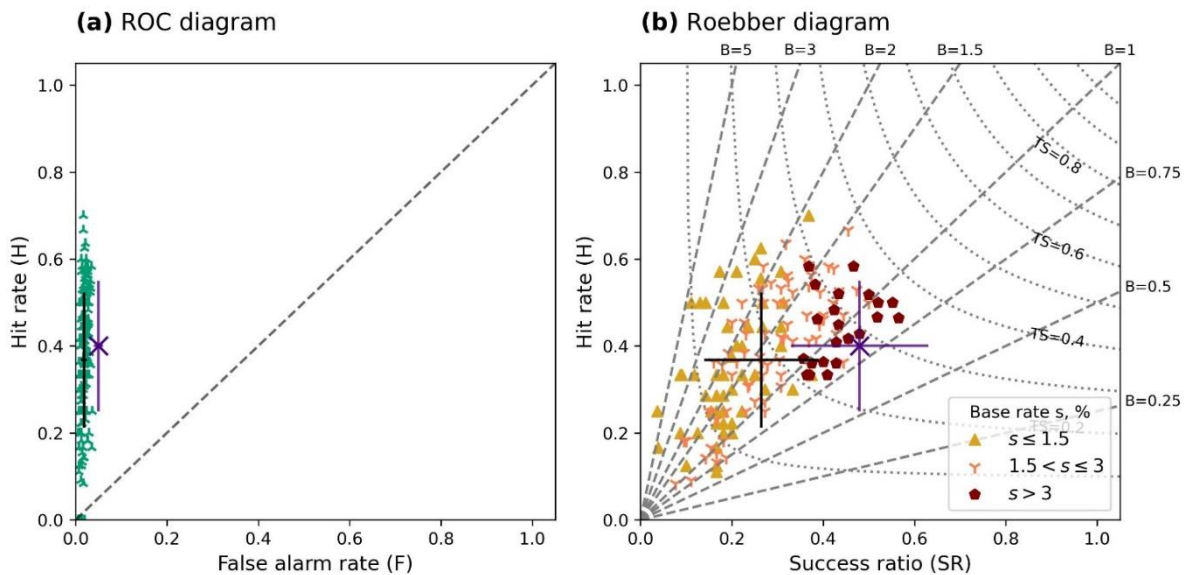 (a) ROC diagram
1.0
0.8
0.6
0.4
0.2
0.0
Hit rate (H)
0.0 0.2 0.4 0.6 0.8 1.0
False alarm rate (F)
(b) Roebber diagram
B=5 B=3 B=2 B=1.5 B=1
1.0
0.8
0.6
0.4
0.2
0.0
Hit rate (H)
TS=0.8
B=0.75
TS=0.6
B=0.5
TS=0.4
B=0.25
TS=0.2
Base rate s, %
s ≤ 1.5
1.5 < s ≤ 3
s > 3
0.0 0.2 0.4 0.6 0.8 1.0
Success ratio (SR)